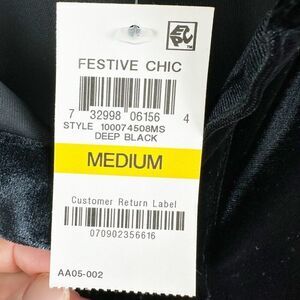 FESTIVE CHIC
7 32998 06156 4
STYLE 100074508MS
DEEP BLACK
MEDIUM
Customer Return Label
070902356616
AA05-002